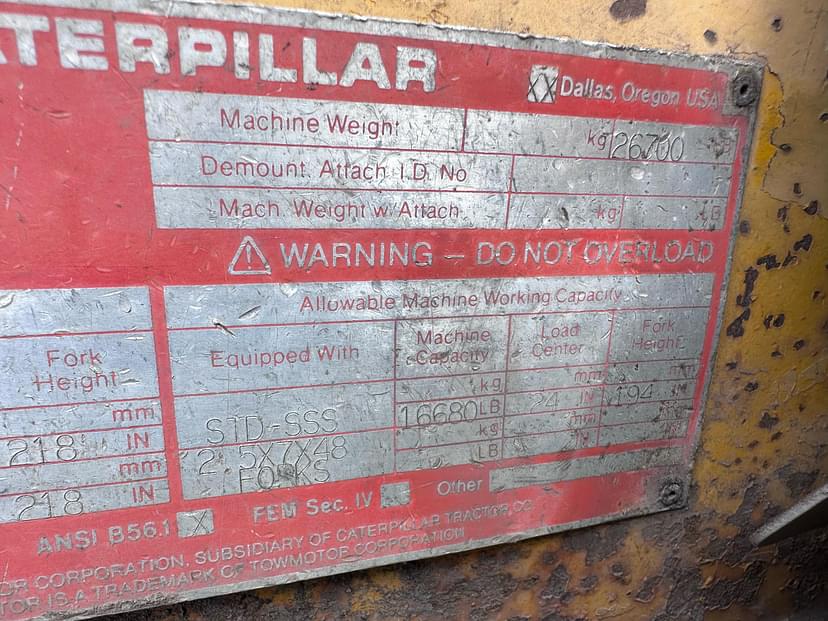 CATERPILLAR
XX Dallas, Oregon USA
Machine Weight kg 26700 LB
Demount. Attach. I.D. No
Mach. Weight w/Attach kg LB
⚠ WARNING – DO NOT OVERLOAD
Allowable Machine Working Capacity
Fork Height Equipped With Machine Capacity Load Center Fork Height
mm kg mm mm
218 IN STD-SSS 16680 LB 24 IN 194 IN
mm 2.5X7X48 kg
218 IN FORKS LB
ANSI B56.1 X FEM Sec. IV Other
OR CORPORATION, SUBSIDIARY OF CATERPILLAR TRACTOR CO.
TOR IS A TRADEMARK OF TOWMOTOR CORPORATION